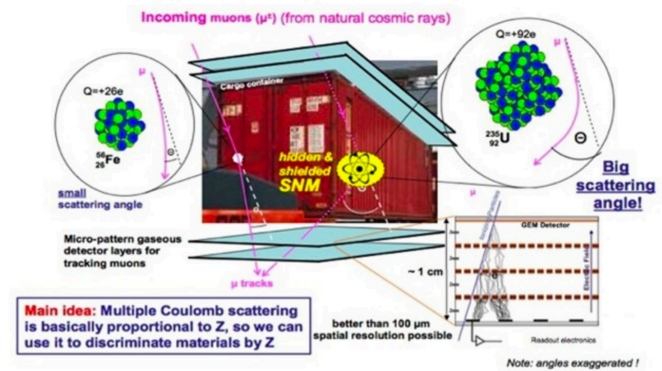 Incoming muons (μ±) (from natural cosmic rays)
Q=+26e
μ
Θ
56
26 Fe
small
scattering angle
Cargo container
hidden &
shielded
SNM
Q=+92e
μ
Θ
235
92 U
Big
scattering
angle!
μ
Micro-pattern gaseous
detector layers for
tracking muons
μ tracks
~ 1 cm
GEM Detector
Electric Field
Readout electronics
better than 100 μm
spatial resolution possible
Main idea: Multiple Coulomb scattering
is basically proportional to Z, so we can
use it to discriminate materials by Z
Note: angles exaggerated !